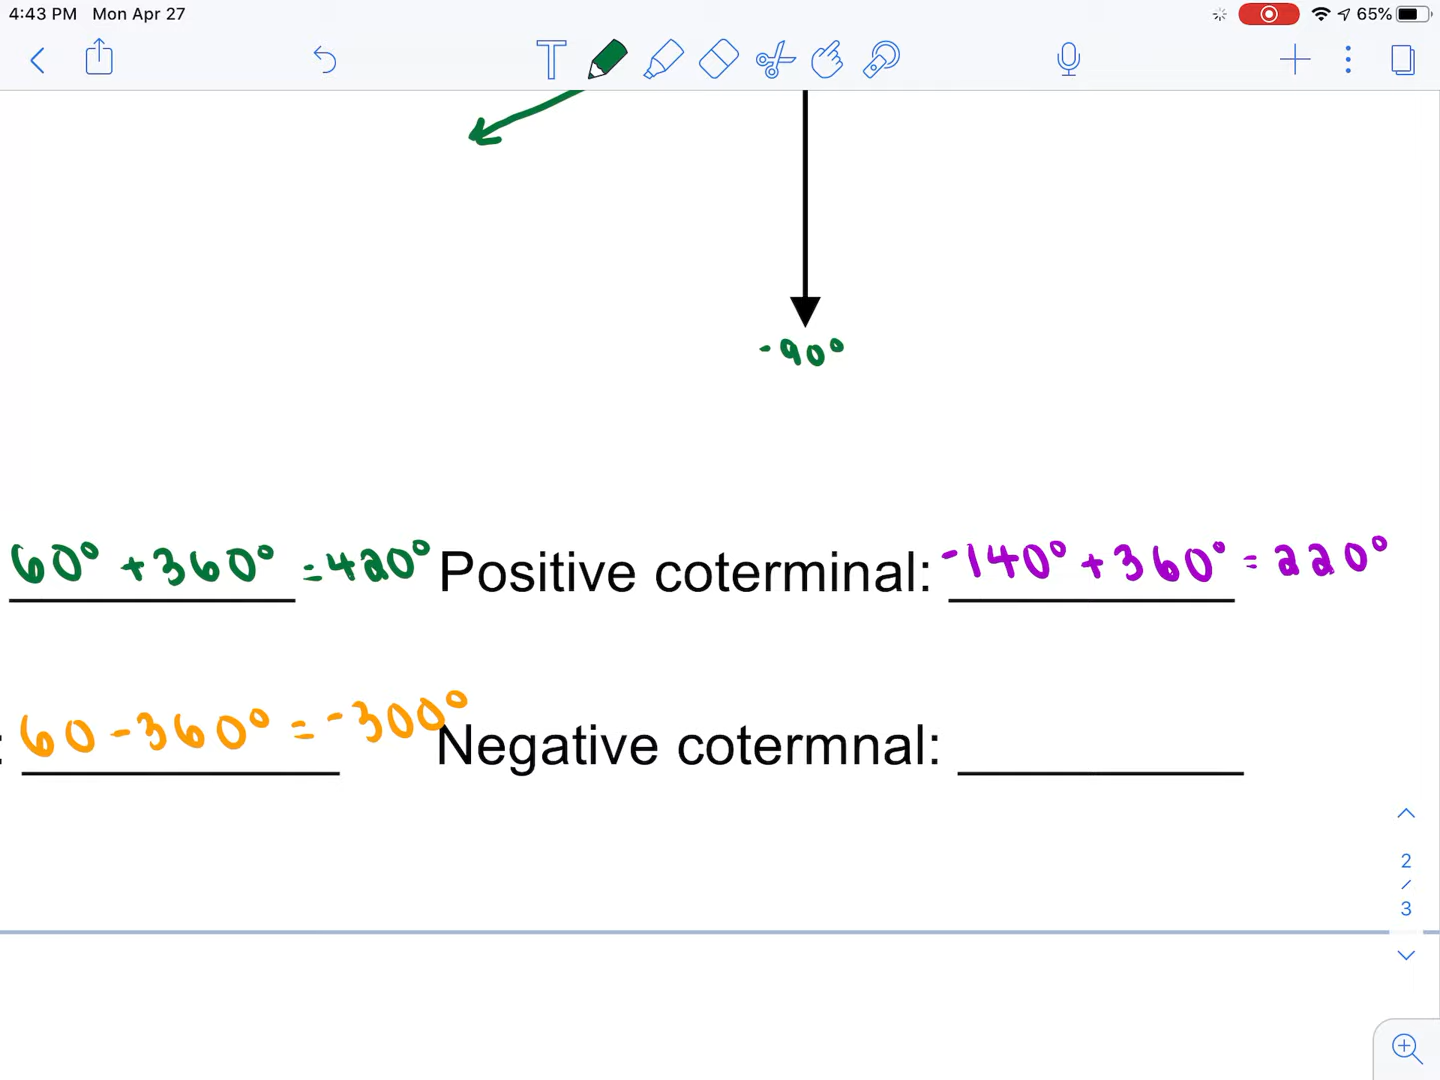 4:43 PM Mon Apr 27
65%
T
-90°
60° + 360° = 420° Positive coterminal: -140° + 360° = 220°
: 60 - 360° = -300° Negative cotermnal:
2
/
3